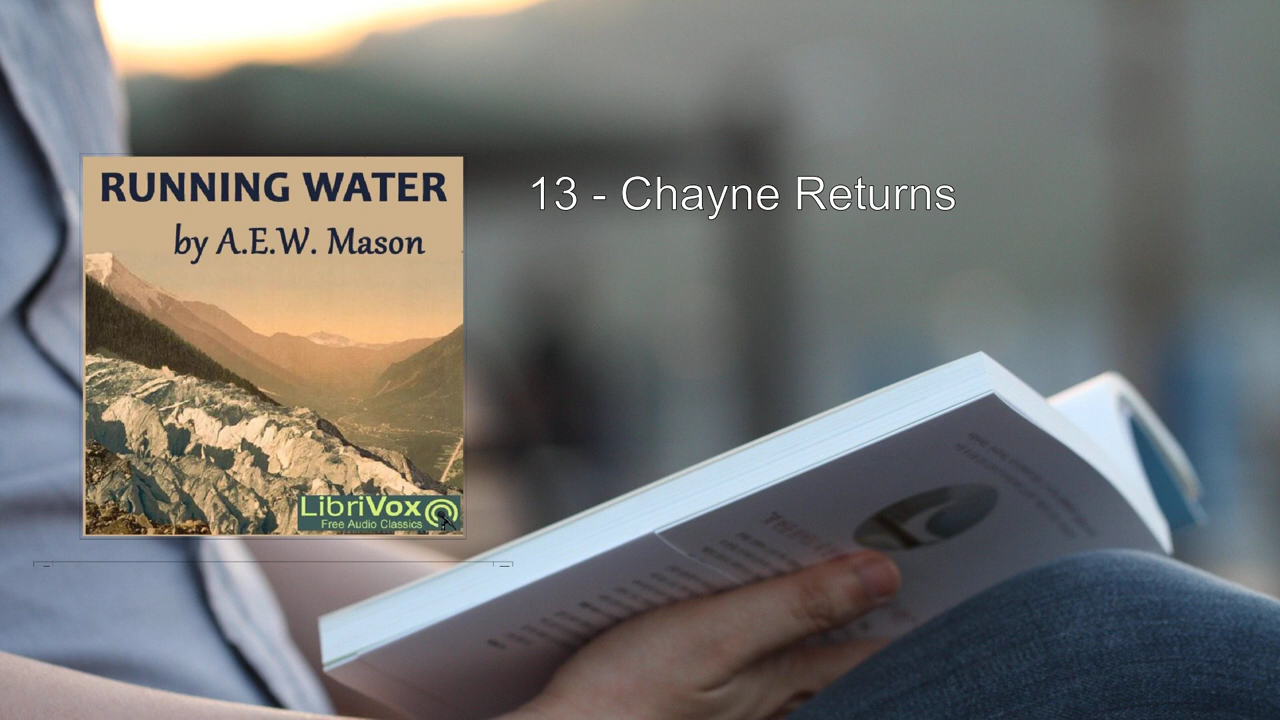 RUNNING WATER
by A.E.W. Mason
LibriVox
Free Audio Classics
13 - Chayne Returns